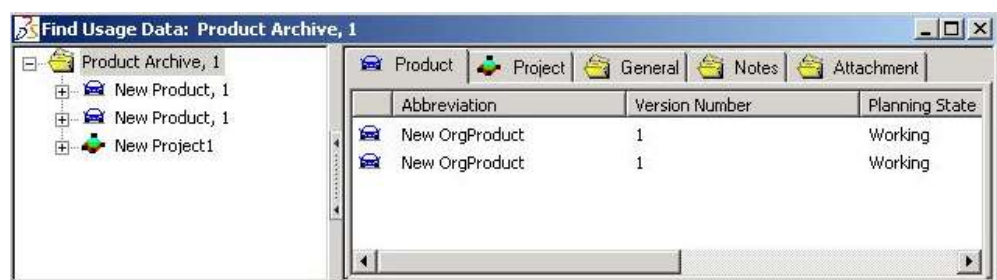 Find Usage Data: Product Archive, 1
Product Archive, 1
New Product, 1
New Product, 1
New Project1
Product Project General Notes Attachment
Abbreviation Version Number Planning State
New OrgProduct 1 Working
New OrgProduct 1 Working